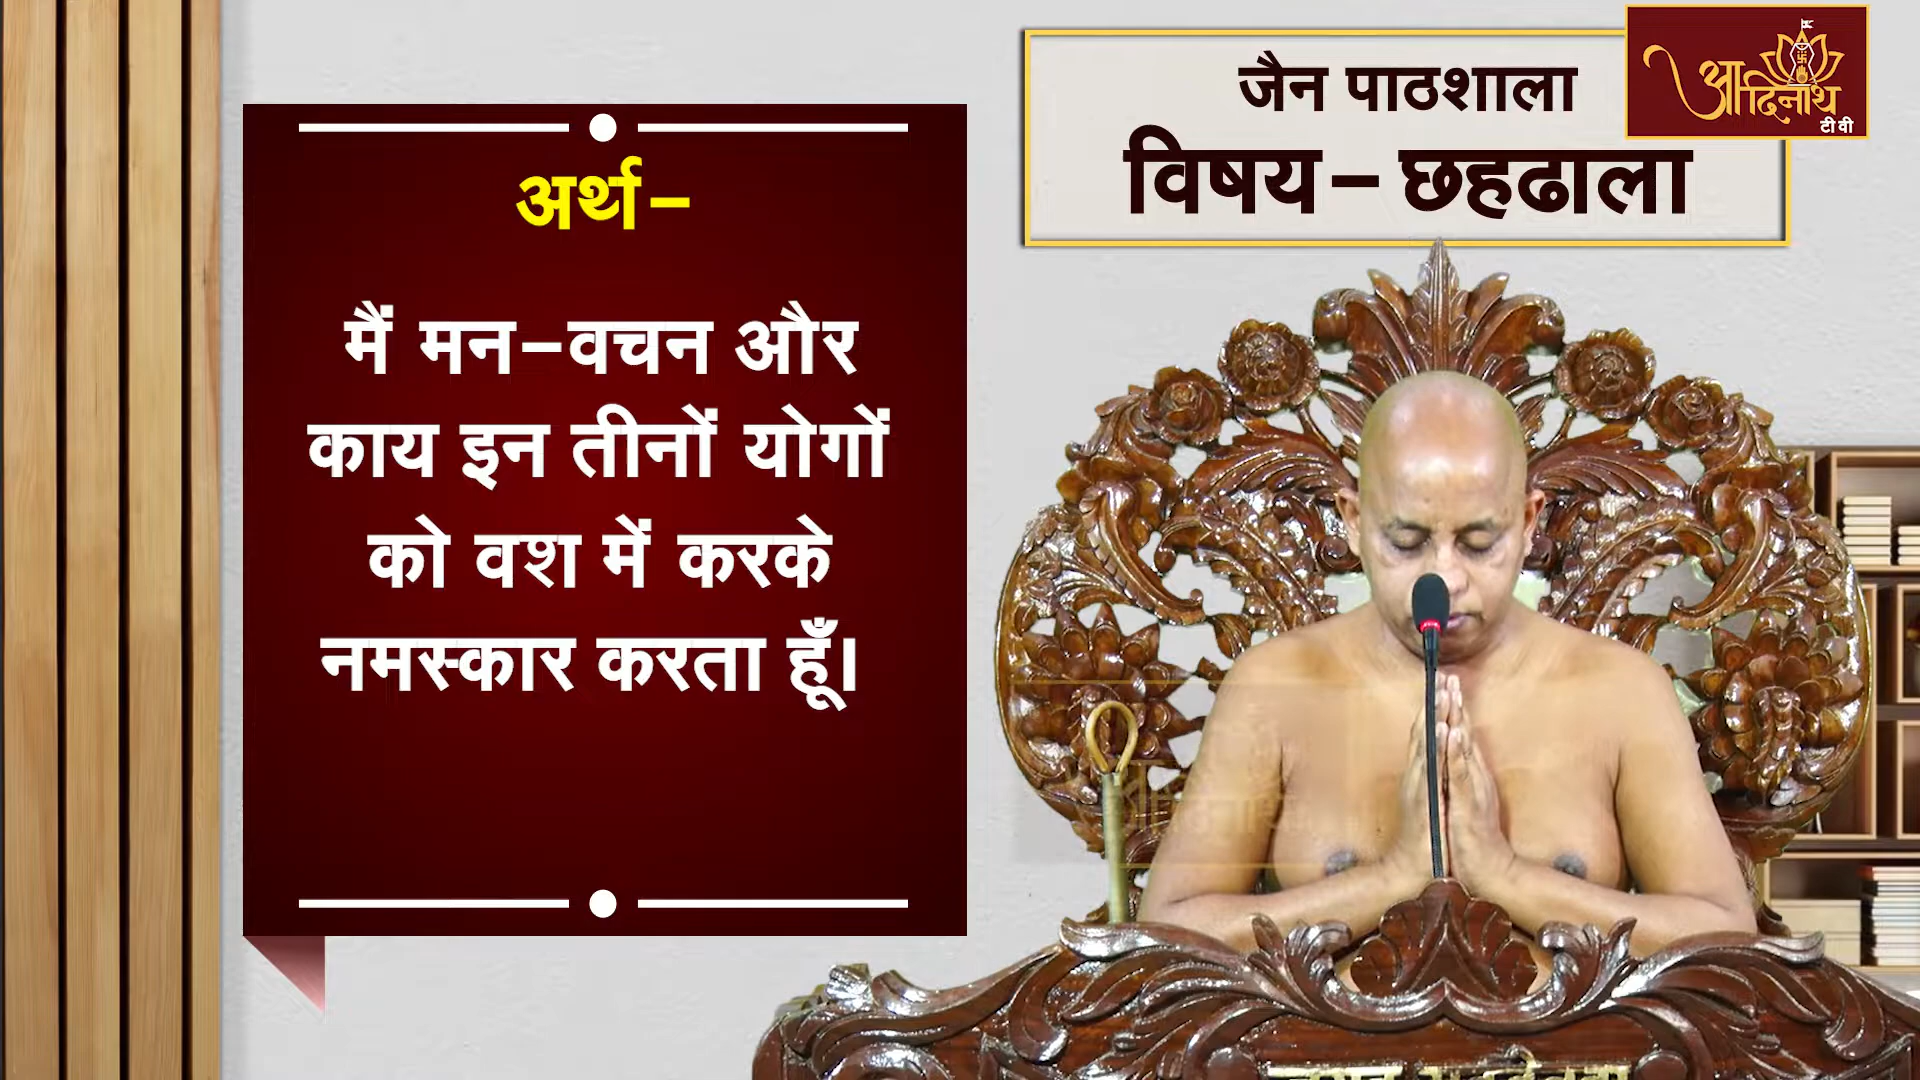 जैन पाठशाला
विषय – छहढाला
आदिनाथ
टी वी
अर्थ–
मैं मन–वचन और
काय इन तीनों योगों
को वश में करके
नमस्कार करता हूँ।